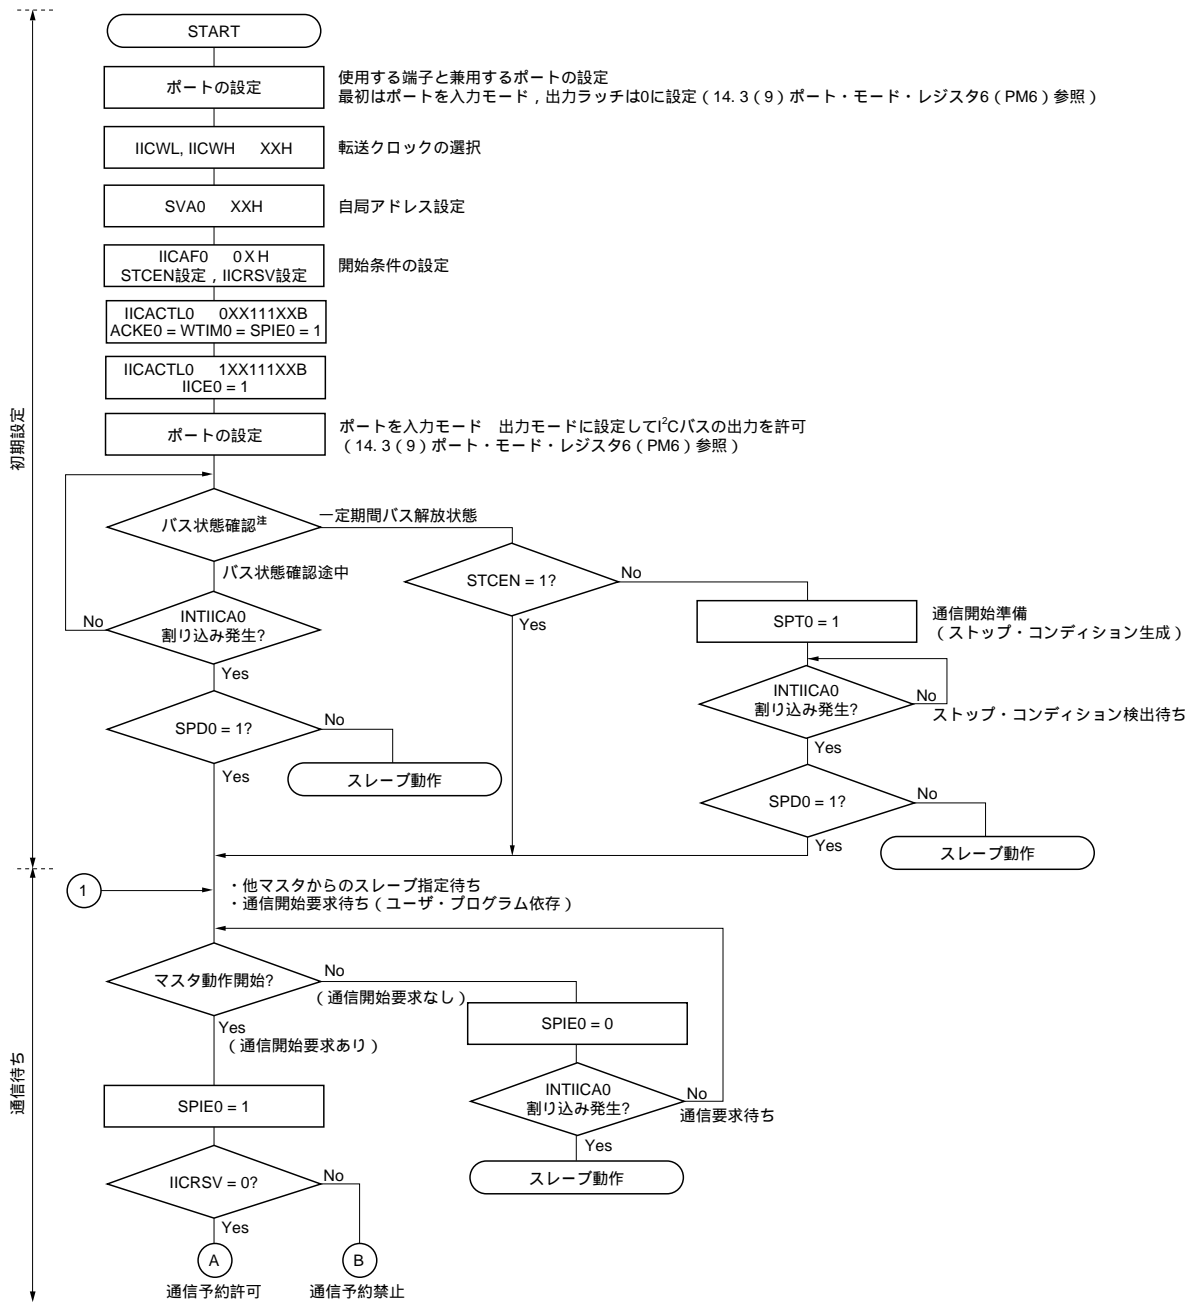 START
ポートの設定
使用する端子と兼用するポートの設定
最初はポートを入力モード，出力ラッチは0に設定（14. 3（9）ポート・モード・レジスタ6（PM6）参照）
IICWL, IICWH XXH
転送クロックの選択
SVA0 XXH
自局アドレス設定
IICAF0 0XH
STCEN設定，IICRSV設定
開始条件の設定
IICACTL0 0XX111XXB
ACKE0 = WTIM0 = SPIE0 = 1
IICACTL0 1XX111XXB
IICE0 = 1
ポートの設定
ポートを入力モード 出力モードに設定してI²Cバスの出力を許可
（14. 3（9）ポート・モード・レジスタ6（PM6）参照）
初期設定
バス状態確認注
一定期間バス解放状態
バス状態確認途中
STCEN = 1?
No
Yes
SPT0 = 1
通信開始準備
（ストップ・コンディション生成）
INTIICA0
割り込み発生?
No
Yes
INTIICA0
割り込み発生?
No
ストップ・コンディション検出待ち
Yes
SPD0 = 1?
No
Yes
スレーブ動作
SPD0 = 1?
No
Yes
スレーブ動作
1
・他マスタからのスレーブ指定待ち
・通信開始要求待ち（ユーザ・プログラム依存）
通信待ち
マスタ動作開始?
No
（通信開始要求なし）
Yes
（通信開始要求あり）
SPIE0 = 0
INTIICA0
割り込み発生?
No
通信要求待ち
Yes
スレーブ動作
SPIE0 = 1
IICRSV = 0?
No
Yes
A
B
通信予約許可
通信予約禁止